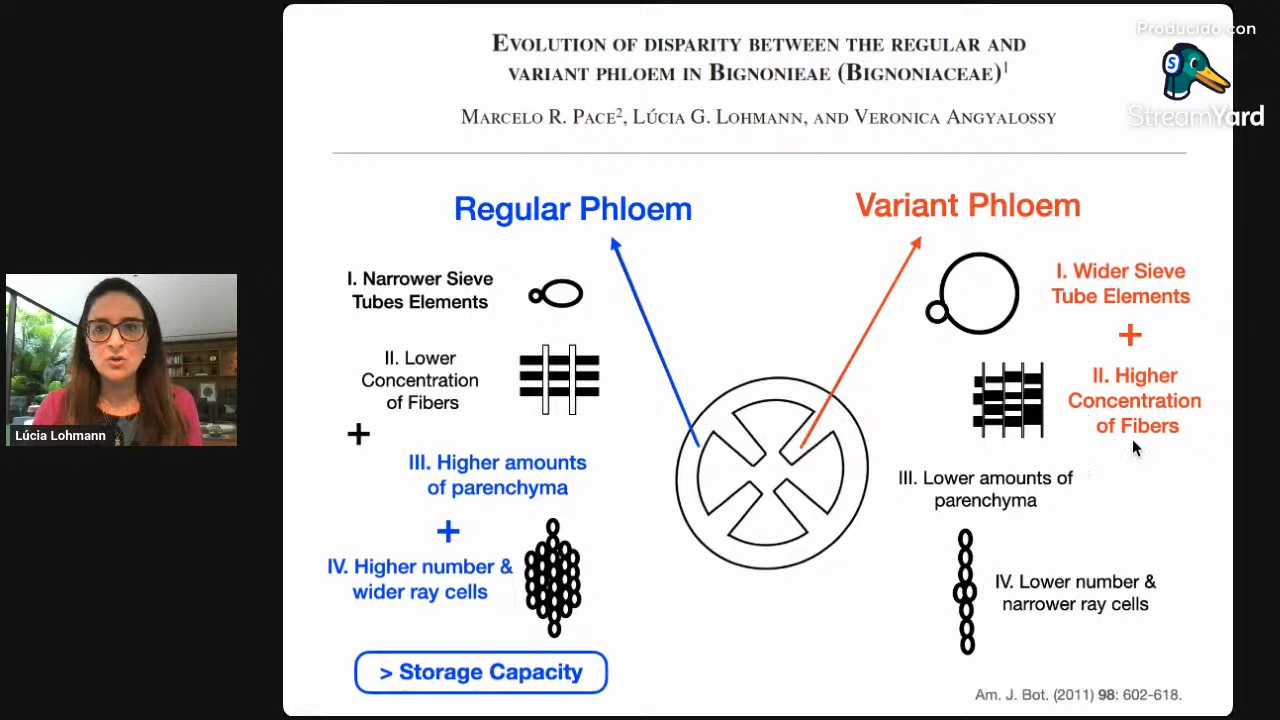 EVOLUTION OF DISPARITY BETWEEN THE REGULAR AND
VARIANT PHLOEM IN BIGNONIEAE (BIGNONIACEAE)¹
MARCELO R. PACE², LÚCIA G. LOHMANN, AND VERONICA ANGYALOSSY
Producido con
S
StreamYard
Regular Phloem
I. Narrower Sieve
Tubes Elements
II. Lower
Concentration
of Fibers
+
III. Higher amounts
of parenchyma
+
IV. Higher number &
wider ray cells
> Storage Capacity
Variant Phloem
I. Wider Sieve
Tube Elements
+
II. Higher
Concentration
of Fibers
III. Lower amounts of
parenchyma
IV. Lower number &
narrower ray cells
Am. J. Bot. (2011) 98: 602-618.
Lúcia Lohmann